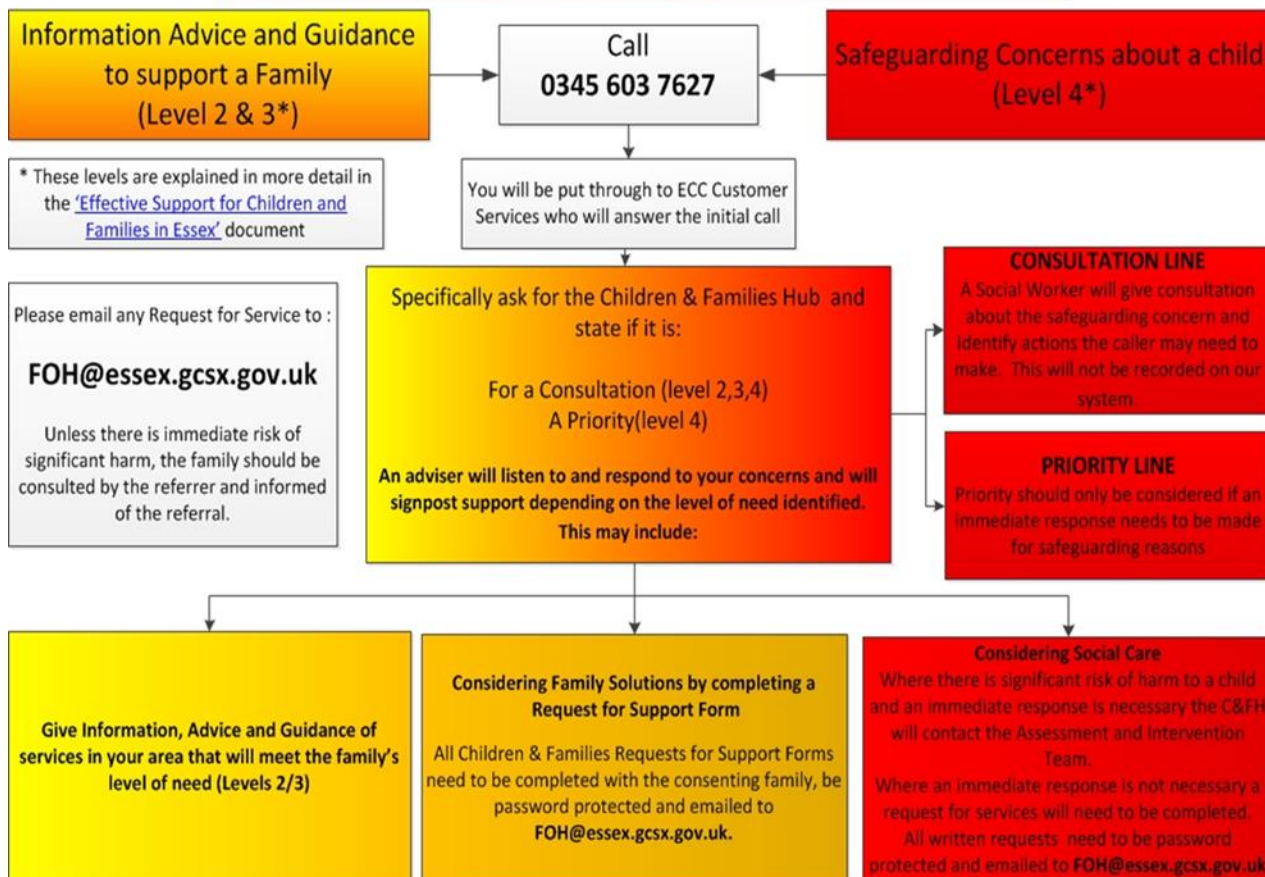 Information Advice and Guidance
to support a Family
(Level 2 & 3*)
Call
0345 603 7627
Safeguarding Concerns about a child
(Level 4*)
* These levels are explained in more detail in
the 'Effective Support for Children and
Families in Essex' document
You will be put through to ECC Customer
Services who will answer the initial call
Please email any Request for Service to :
FOH@essex.gcsx.gov.uk
Unless there is immediate risk of
significant harm, the family should be
consulted by the referrer and informed
of the referral.
Specifically ask for the Children & Families Hub and
state if it is:
For a Consultation (level 2,3,4)
A Priority(level 4)
An adviser will listen to and respond to your concerns and will
signpost support depending on the level of need identified.
This may include:
CONSULTATION LINE
A Social Worker will give consultation
about the safeguarding concern and
identify actions the caller may need to
make. This will not be recorded on our
system.
PRIORITY LINE
Priority should only be considered if an
immediate response needs to be made
for safeguarding reasons
Give Information, Advice and Guidance of
services in your area that will meet the family's
level of need (Levels 2/3)
Considering Family Solutions by completing a
Request for Support Form
All Children & Families Requests for Support Forms
need to be completed with the consenting family, be
password protected and emailed to
FOH@essex.gcsx.gov.uk.
Considering Social Care
Where there is significant risk of harm to a child
and an immediate response is necessary the C&FH
will contact the Assessment and Intervention
Team.
Where an immediate response is not necessary a
request for services will need to be completed.
All written requests need to be password
protected and emailed to FOH@essex.gcsx.gov.uk